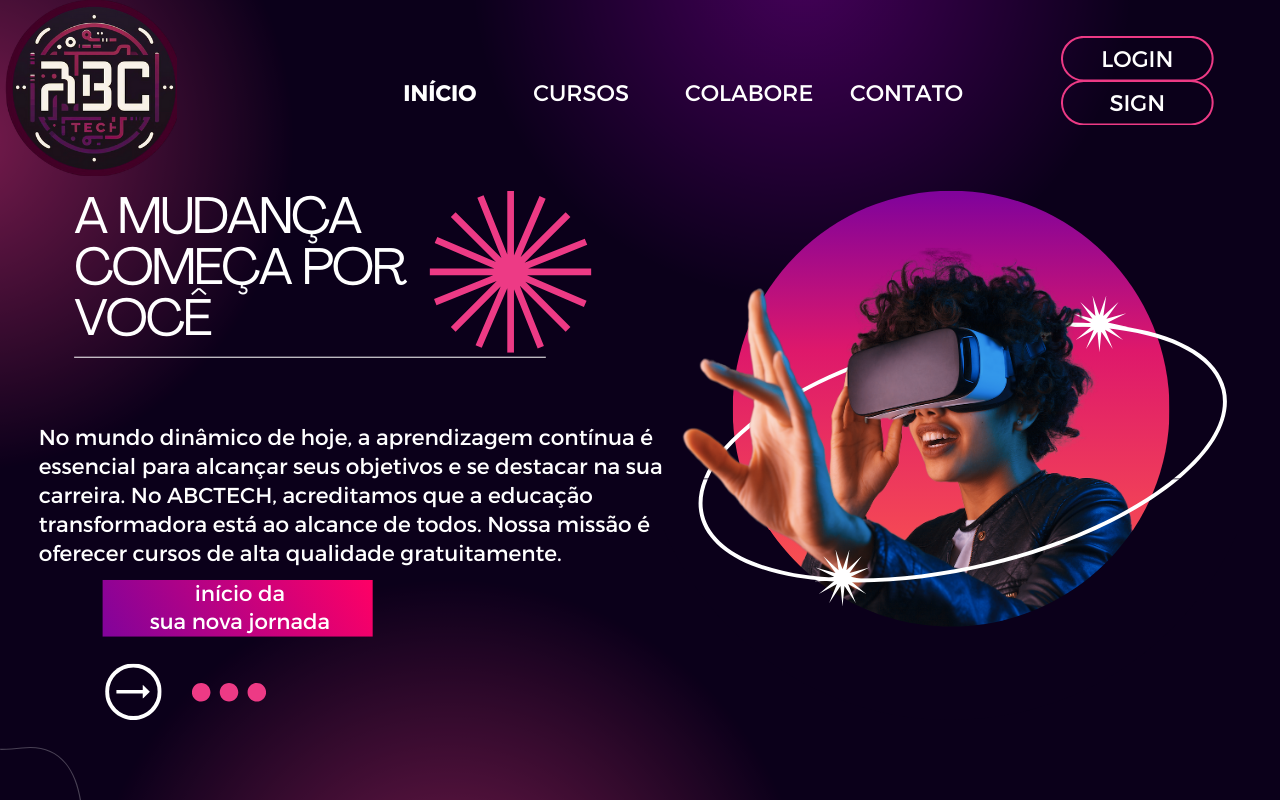 ABC
TECH
INÍCIO
CURSOS
COLABORE
CONTATO
LOGIN
SIGN
A MUDANÇA
COMEÇA POR
VOCÊ
No mundo dinâmico de hoje, a aprendizagem contínua é
essencial para alcançar seus objetivos e se destacar na sua
carreira. No ABCTECH, acreditamos que a educação
transformadora está ao alcance de todos. Nossa missão é
oferecer cursos de alta qualidade gratuitamente.
início da
sua nova jornada